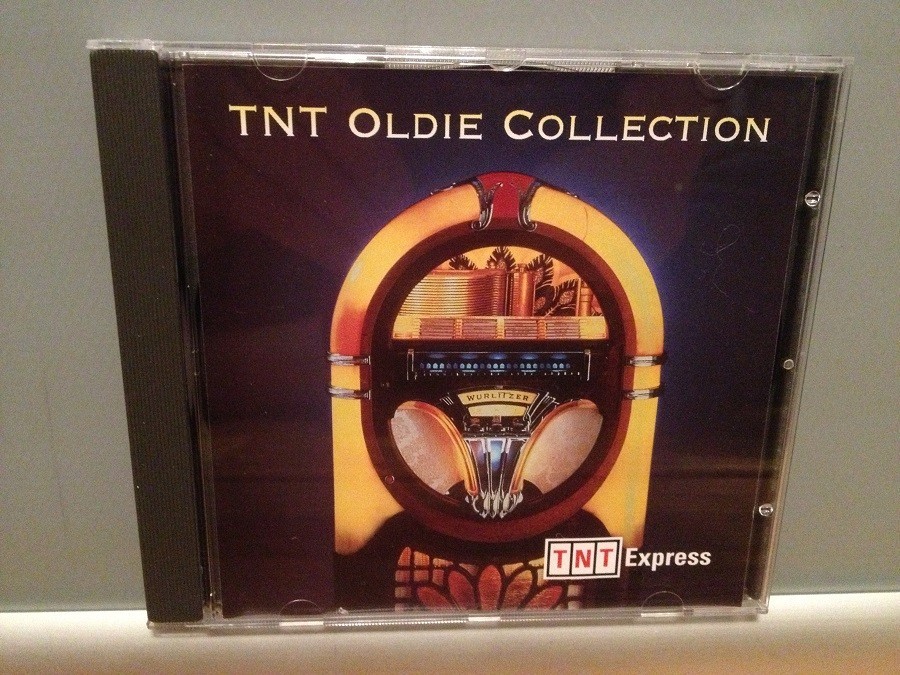 TNT OLDIE COLLECTION
WURLITZER
TNT Express